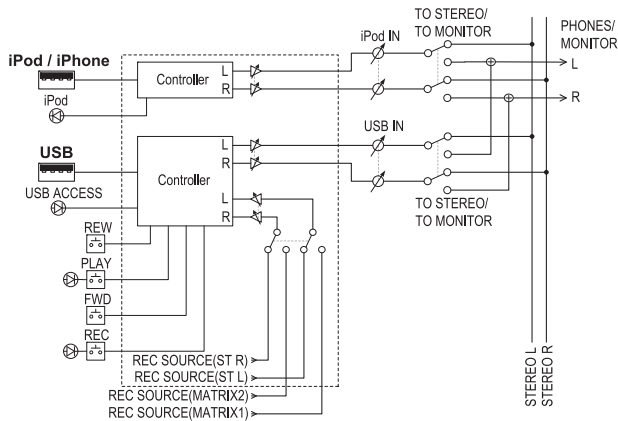 TO STEREO/
TO MONITOR
PHONES/
MONITOR
iPod IN
iPod / iPhone
Controller
L
R
L
R
iPod
USB IN
USB
Controller
L
R
L
R
USB ACCESS
TO STEREO/
TO MONITOR
REW
PLAY
FWD
REC
REC SOURCE(ST R)
REC SOURCE(ST L)
REC SOURCE(MATRIX2)
REC SOURCE(MATRIX1)
STEREO L
STEREO R